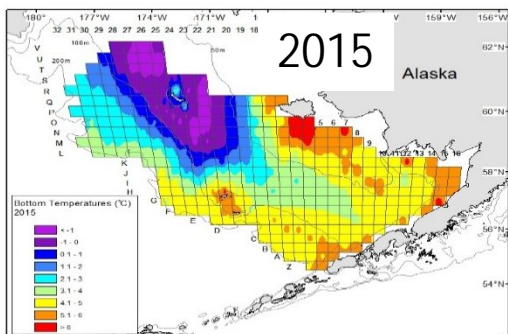 180° 177°W 174°W 171°W 159°W 156°W
32 31 30 29 28 27 26 25 24 23 22 21 20 19 18 1
2015
Alaska
100m
50m
200m
V
U
T
S
R
Q
P
O
N
M
L
K
J
I
H
G
F
E
D
C
B
A
Z
5 6 7
8
9
10 11 12 13 14 15 16
62°N
60°N
58°N
56°N
54°N
Bottom Temperatures (°C)
2015
< -1
-1 - 0
0.1 - 1
1.1 - 2
2.1 - 3
3.1 - 4
4.1 - 5
5.1 - 6
> 6